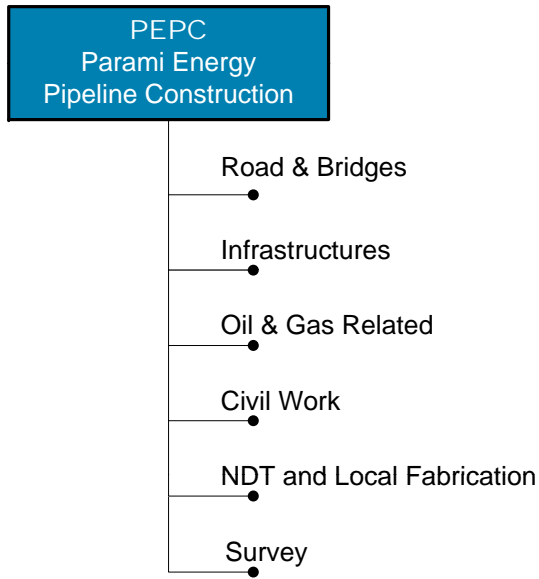 PEPC
Parami Energy
Pipeline Construction
Road & Bridges
Infrastructures
Oil & Gas Related
Civil Work
NDT and Local Fabrication
Survey